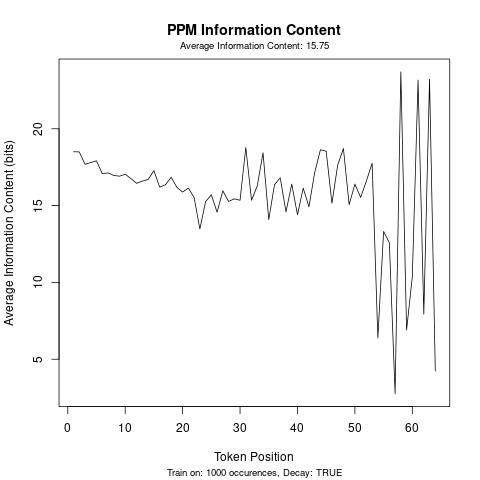 PPM Information Content
Average Information Content: 15.75
Average Information Content (bits)
20
15
10
5
0 10 20 30 40 50 60
Token Position
Train on: 1000 occurences, Decay: TRUE